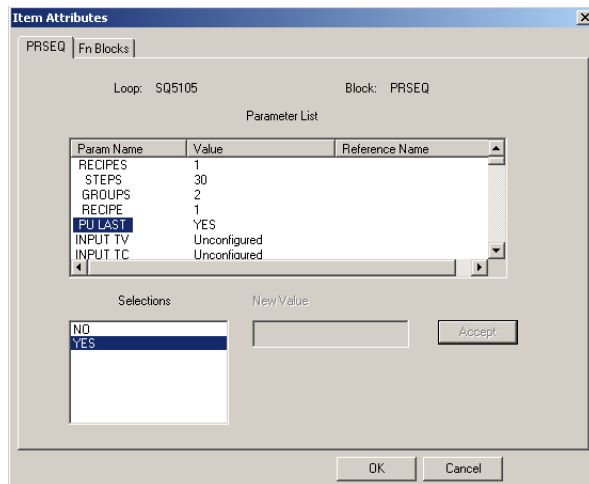 Item Attributes
PRSEQ Fn Blocks
Loop: SQ5105 Block: PRSEQ
Parameter List
Param Name Value Reference Name
RECIPES 1
STEPS 30
GROUPS 2
RECIPE 1
PU LAST YES
INPUT TV Unconfigured
INPUT TC Unconfigured
Selections New Value
NO
YES
Accept
OK Cancel